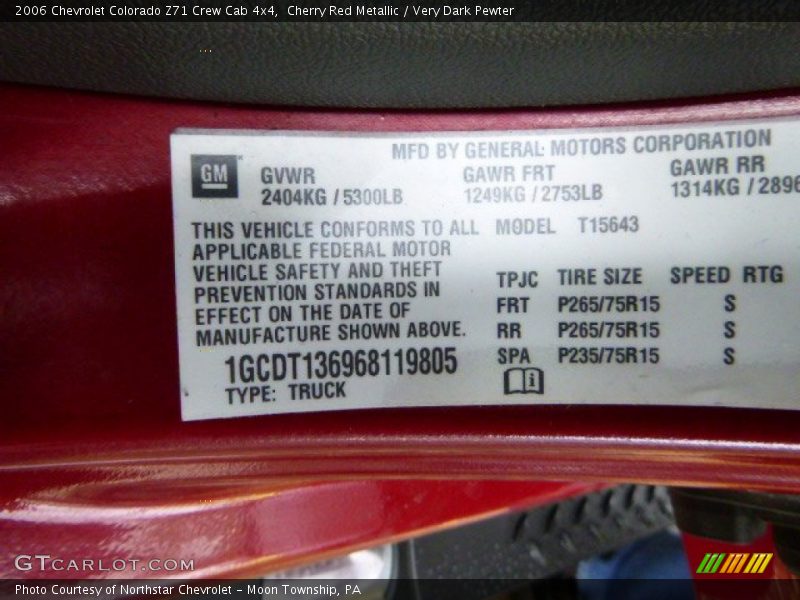 2006 Chevrolet Colorado Z71 Crew Cab 4x4,  Cherry Red Metallic / Very Dark Pewter
MFD BY GENERAL MOTORS CORPORATION
GM GVWR GAWR FRT GAWR RR
2404KG / 5300LB 1249KG / 2753LB 1314KG / 2896
THIS VEHICLE CONFORMS TO ALL MODEL T15643
APPLICABLE FEDERAL MOTOR
VEHICLE SAFETY AND THEFT
PREVENTION STANDARDS IN
EFFECT ON THE DATE OF
MANUFACTURE SHOWN ABOVE.
TPJC TIRE SIZE SPEED RTG
FRT P265/75R15 S
RR P265/75R15 S
SPA P235/75R15 S
1GCDT136968119805
TYPE: TRUCK
GTCARLOT.COM
Photo Courtesy of Northstar Chevrolet - Moon Township, PA